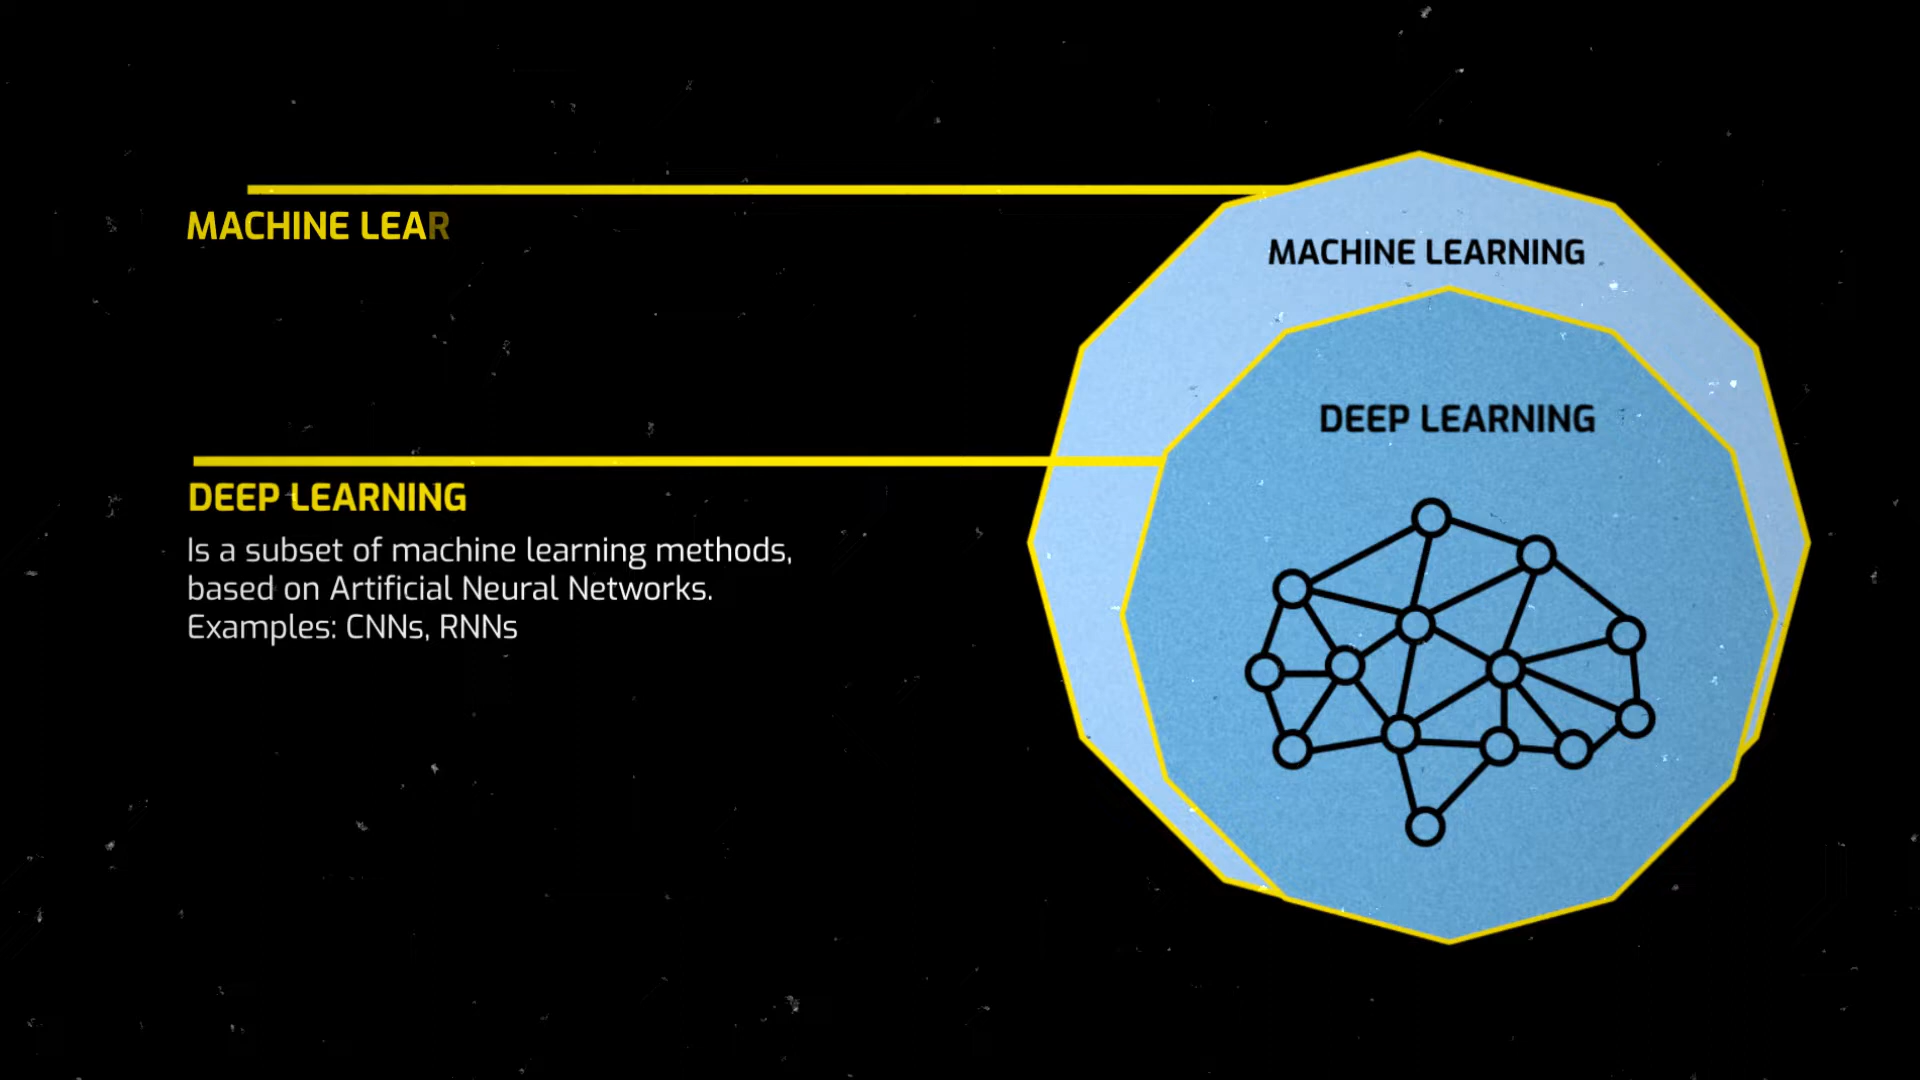 MACHINE LEAR
DEEP LEARNING
Is a subset of machine learning methods,
based on Artificial Neural Networks.
Examples: CNNs, RNNs
MACHINE LEARNING
DEEP LEARNING